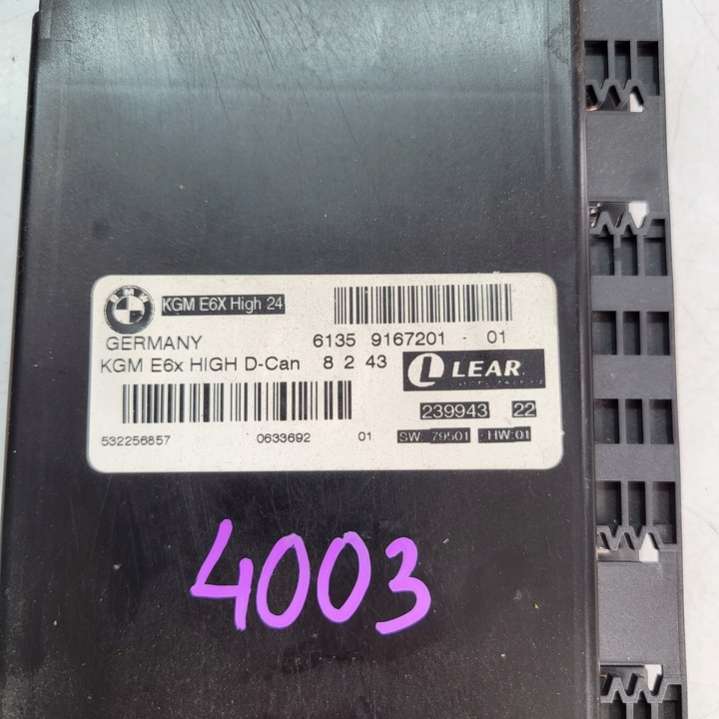 BMW
KGM E6X High 24
GERMANY
6135 9167201 - 01
KGM E6x HIGH D-Can 8 2 43
LEAR
239943 22
532256857 0633692 01
SW: 79501 HW:01
4003